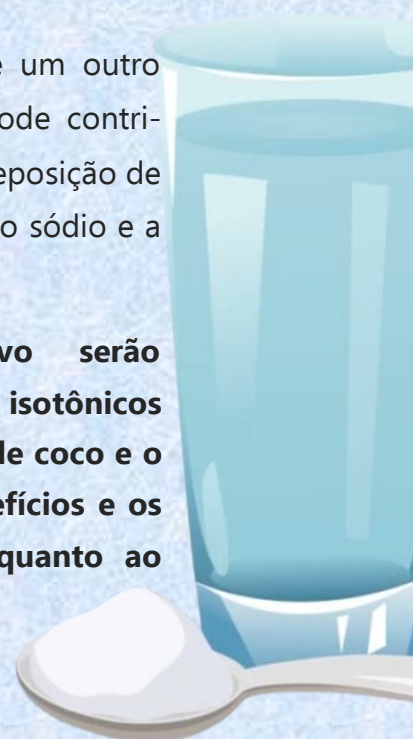 um outro
ode contri-
eposição de
o sódio e a
vo serão
isotônicos
de coco e o
efícios e os
quanto ao